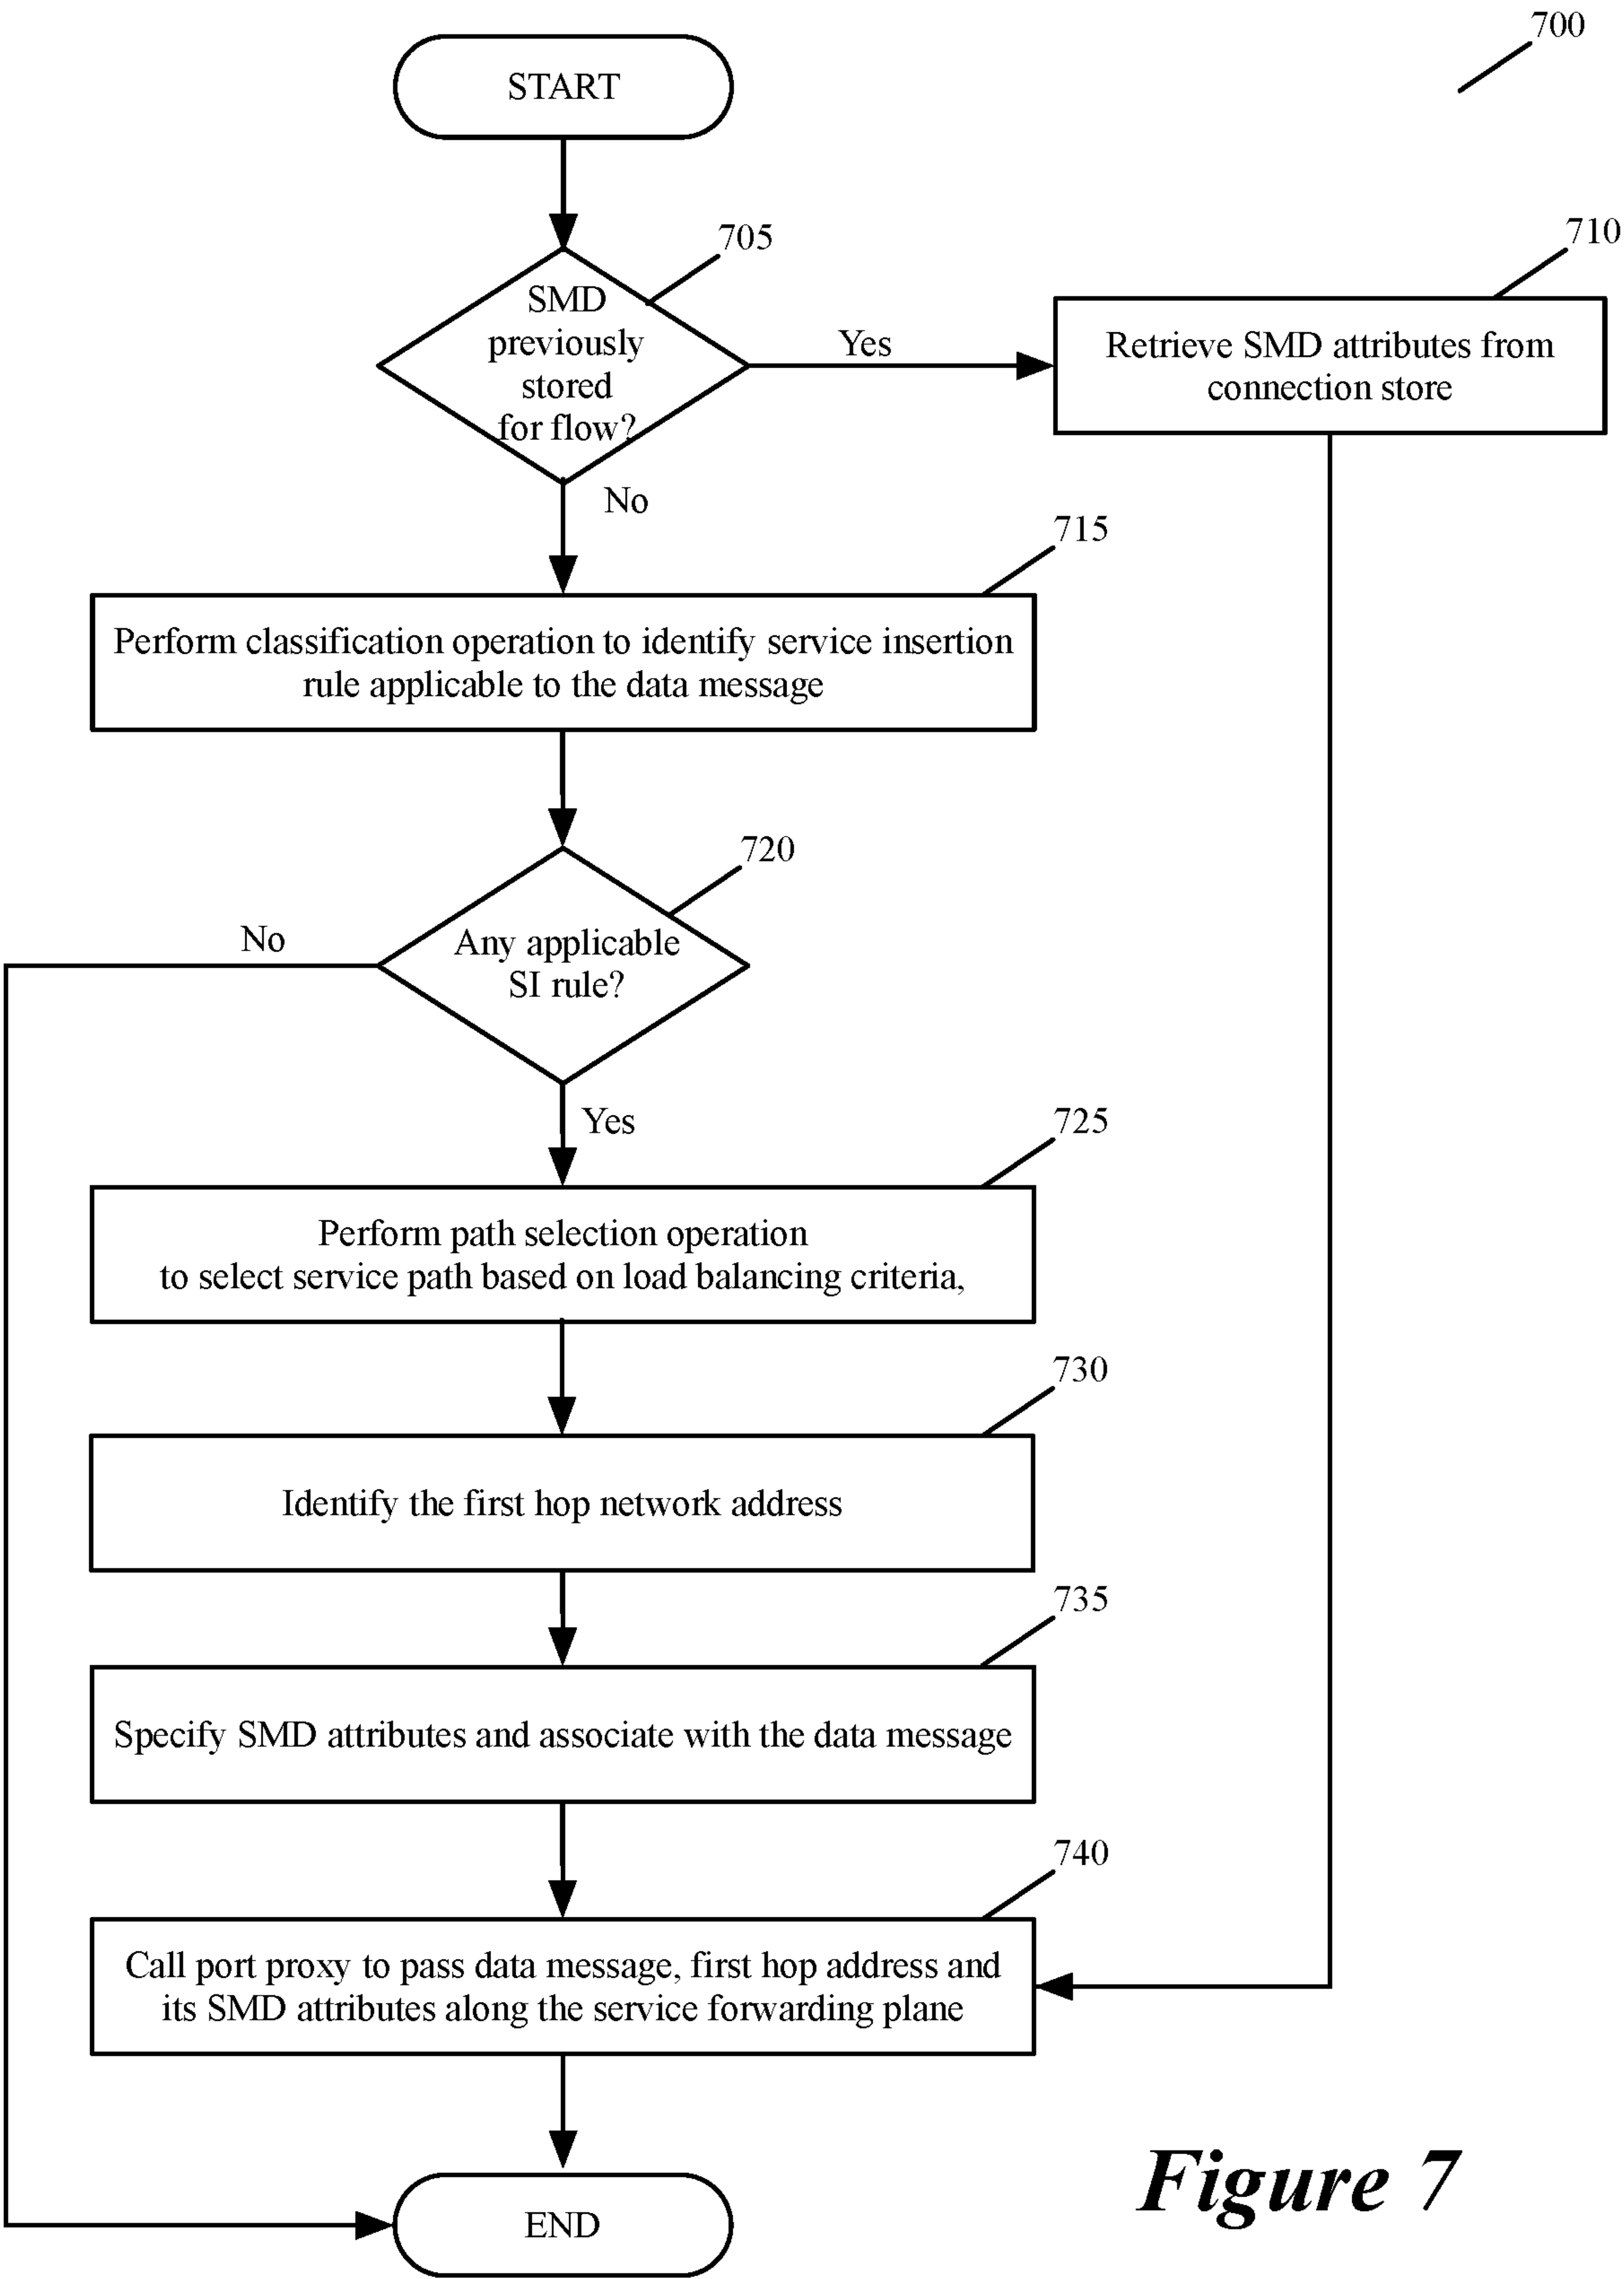 700
START
705
SMD
previously
stored
for flow?
Yes
710
Retrieve SMD attributes from
connection store
No
715
Perform classification operation to identify service insertion
rule applicable to the data message
720
No
Any applicable
SI rule?
Yes
725
Perform path selection operation
to select service path based on load balancing criteria,
730
Identify the first hop network address
735
Specify SMD attributes and associate with the data message
740
Call port proxy to pass data message, first hop address and
its SMD attributes along the service forwarding plane
END
Figure 7